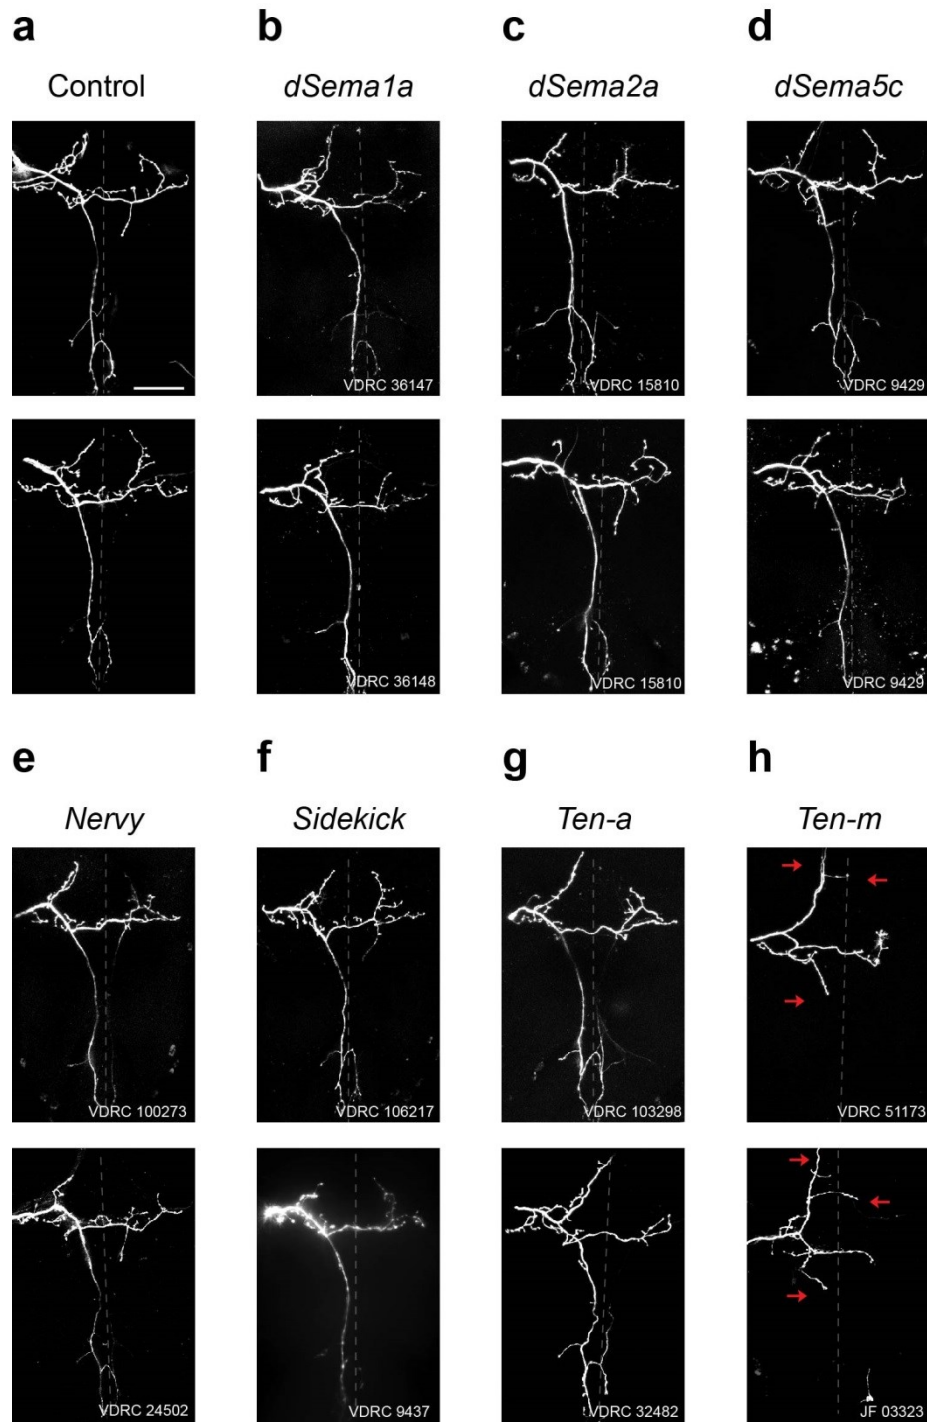 a b c d
Control dSema1a dSema2a dSema5c
VDRC 36147 VDRC 15810 VDRC 9429
VDRC 36148 VDRC 15810 VDRC 9429
e f g h
Nervy Sidekick Ten-a Ten-m
VDRC 100273 VDRC 106217 VDRC 103298 VDRC 51173
VDRC 24502 VDRC 9437 VDRC 32482 JF 03323